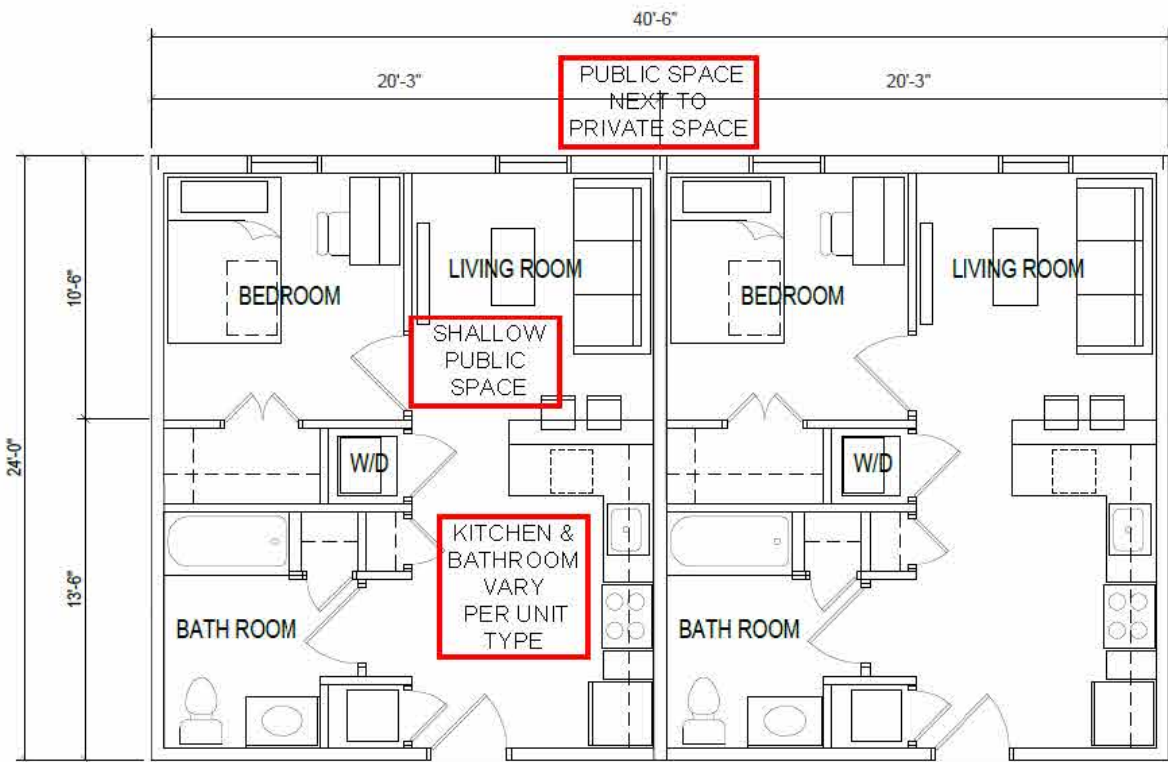 40'-6"
20'-3"
PUBLIC SPACE
NEXT TO
PRIVATE SPACE
20'-3"
24'-0"
10'-6"
13'-6"
BEDROOM
LIVING ROOM
SHALLOW
PUBLIC
SPACE
W/D
KITCHEN &
BATHROOM
VARY
PER UNIT
TYPE
BATH ROOM
BEDROOM
LIVING ROOM
W/D
BATH ROOM